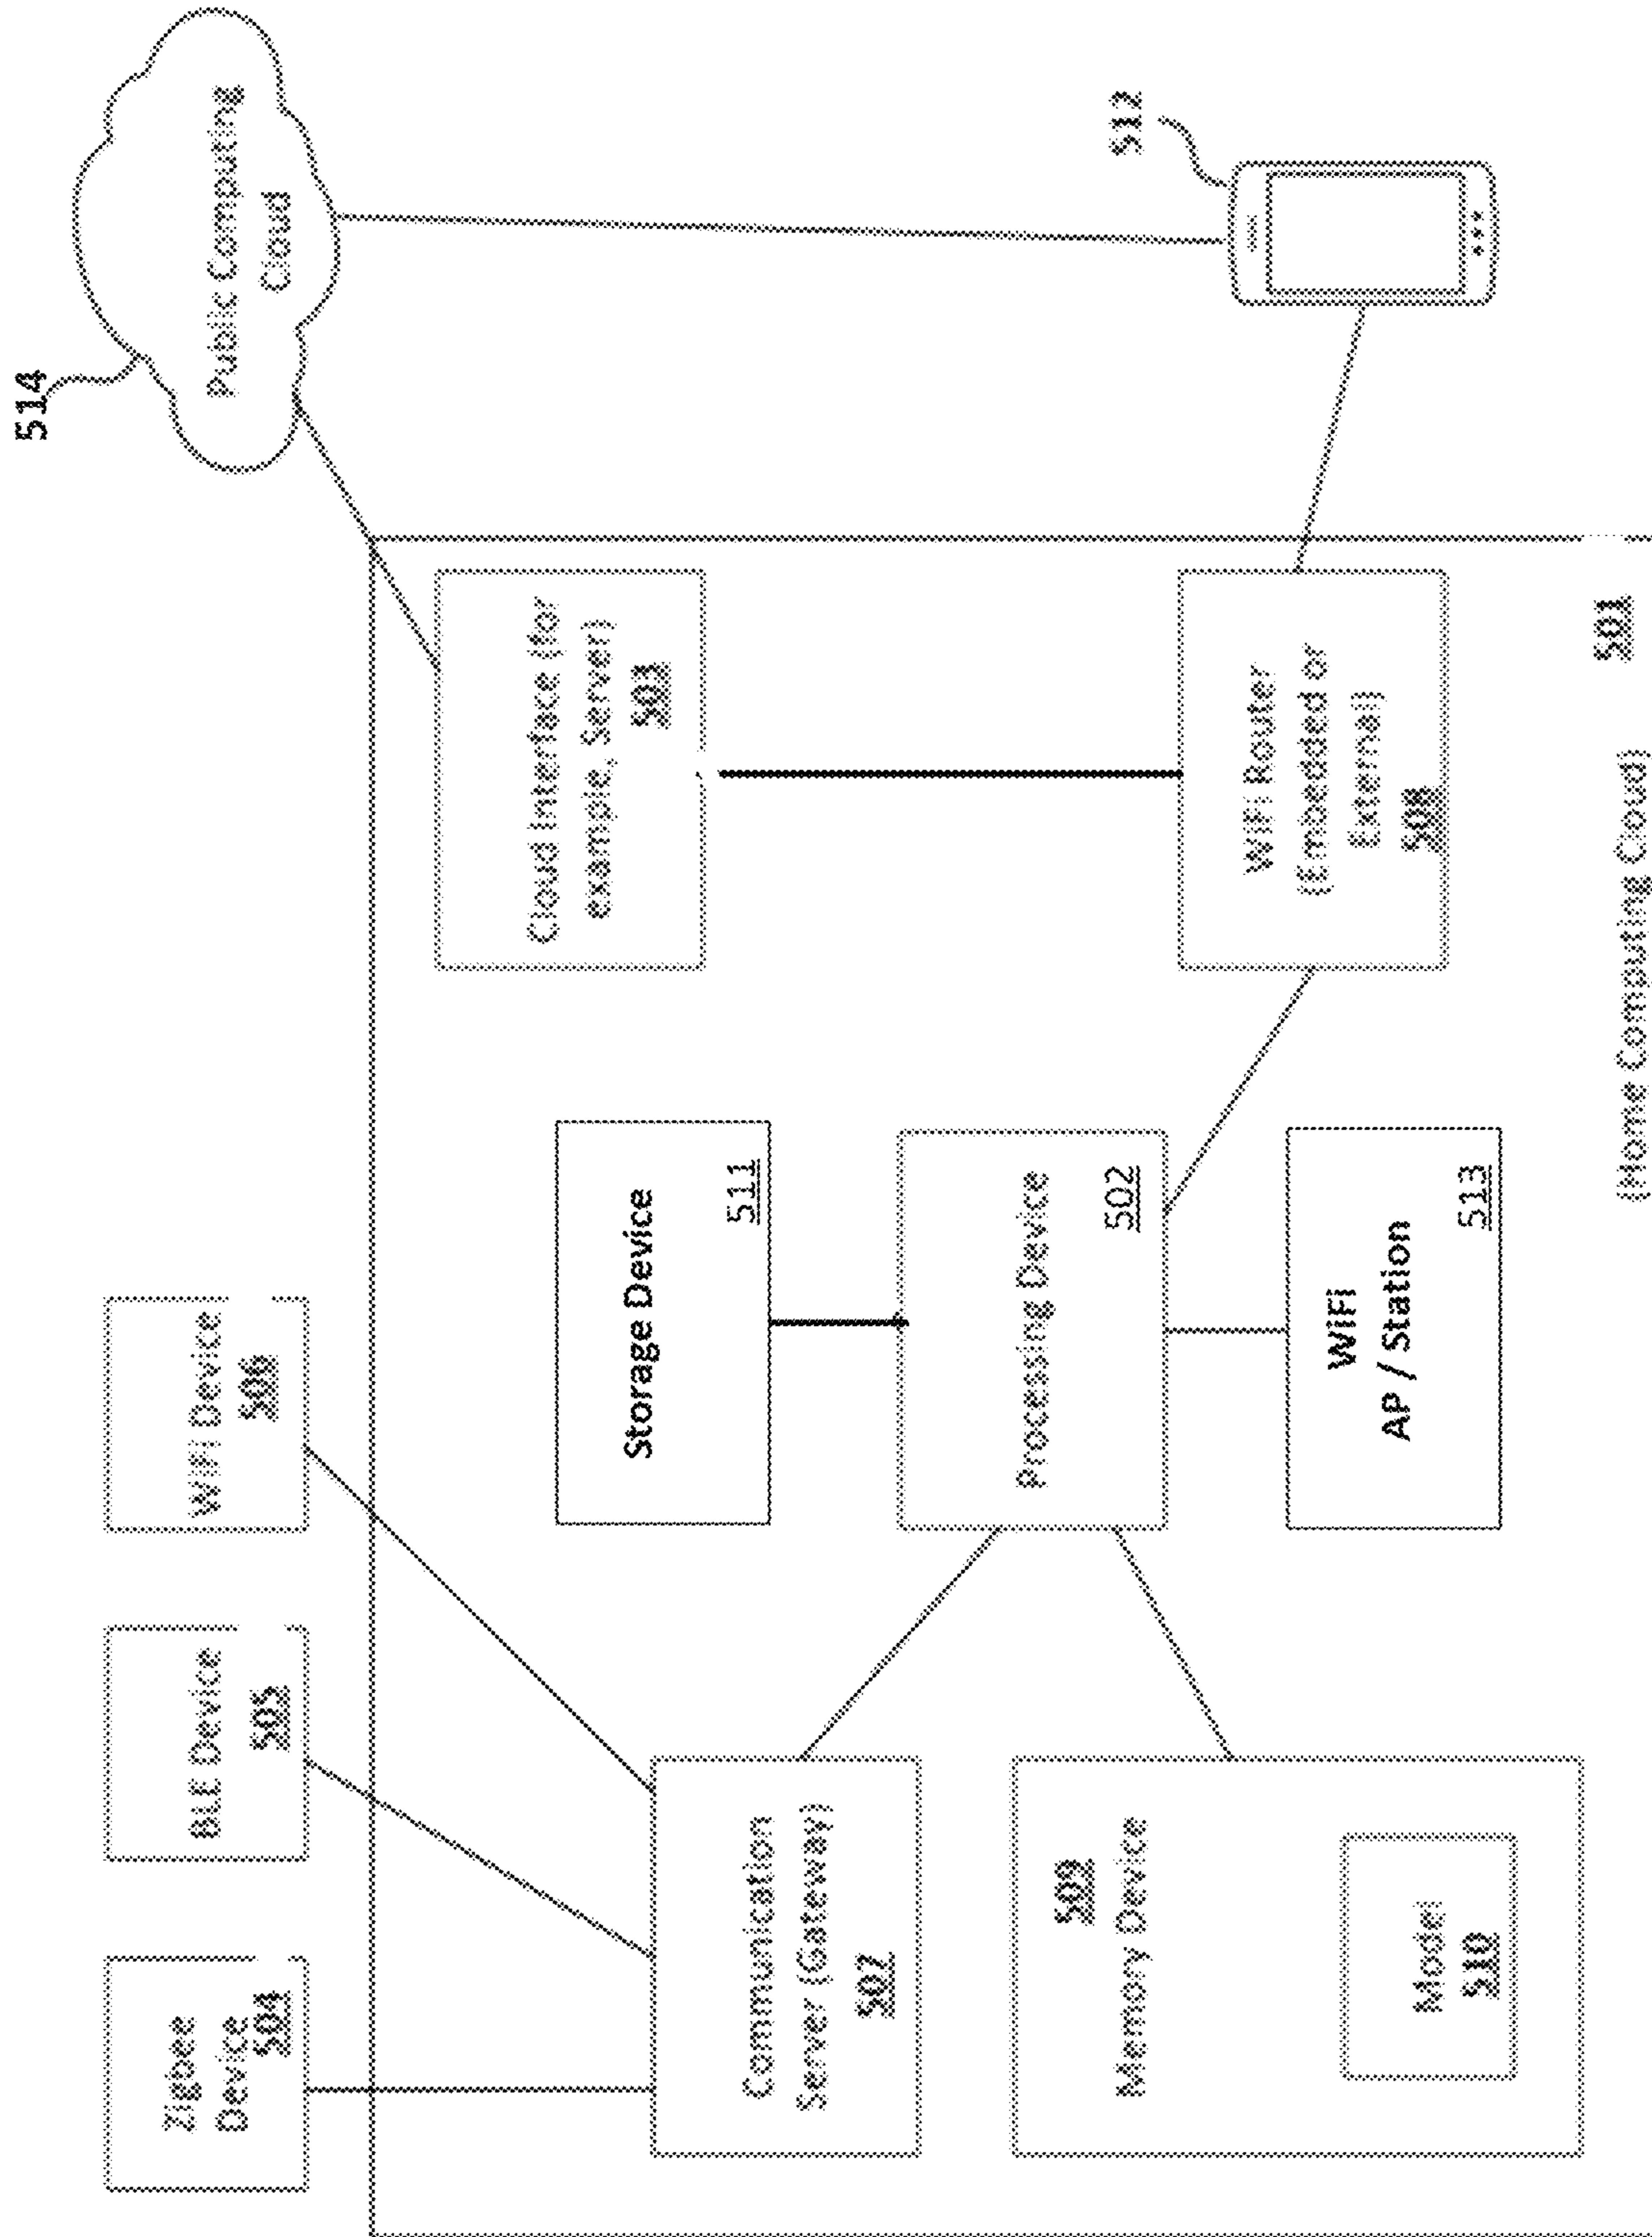 Zigbee
Device
504
BLE Device
505
WiFi Device
506
514
Public Computing
Cloud
Communication
Server (Gateway)
507
Storage Device
511
Cloud Interface (for
example, Server)
503
509
Memory Device
Model
510
Processing Device
502
WiFi
AP / Station
513
WiFi Router
(Embedded or
External)
508
512
501
(Home Computing Cloud)